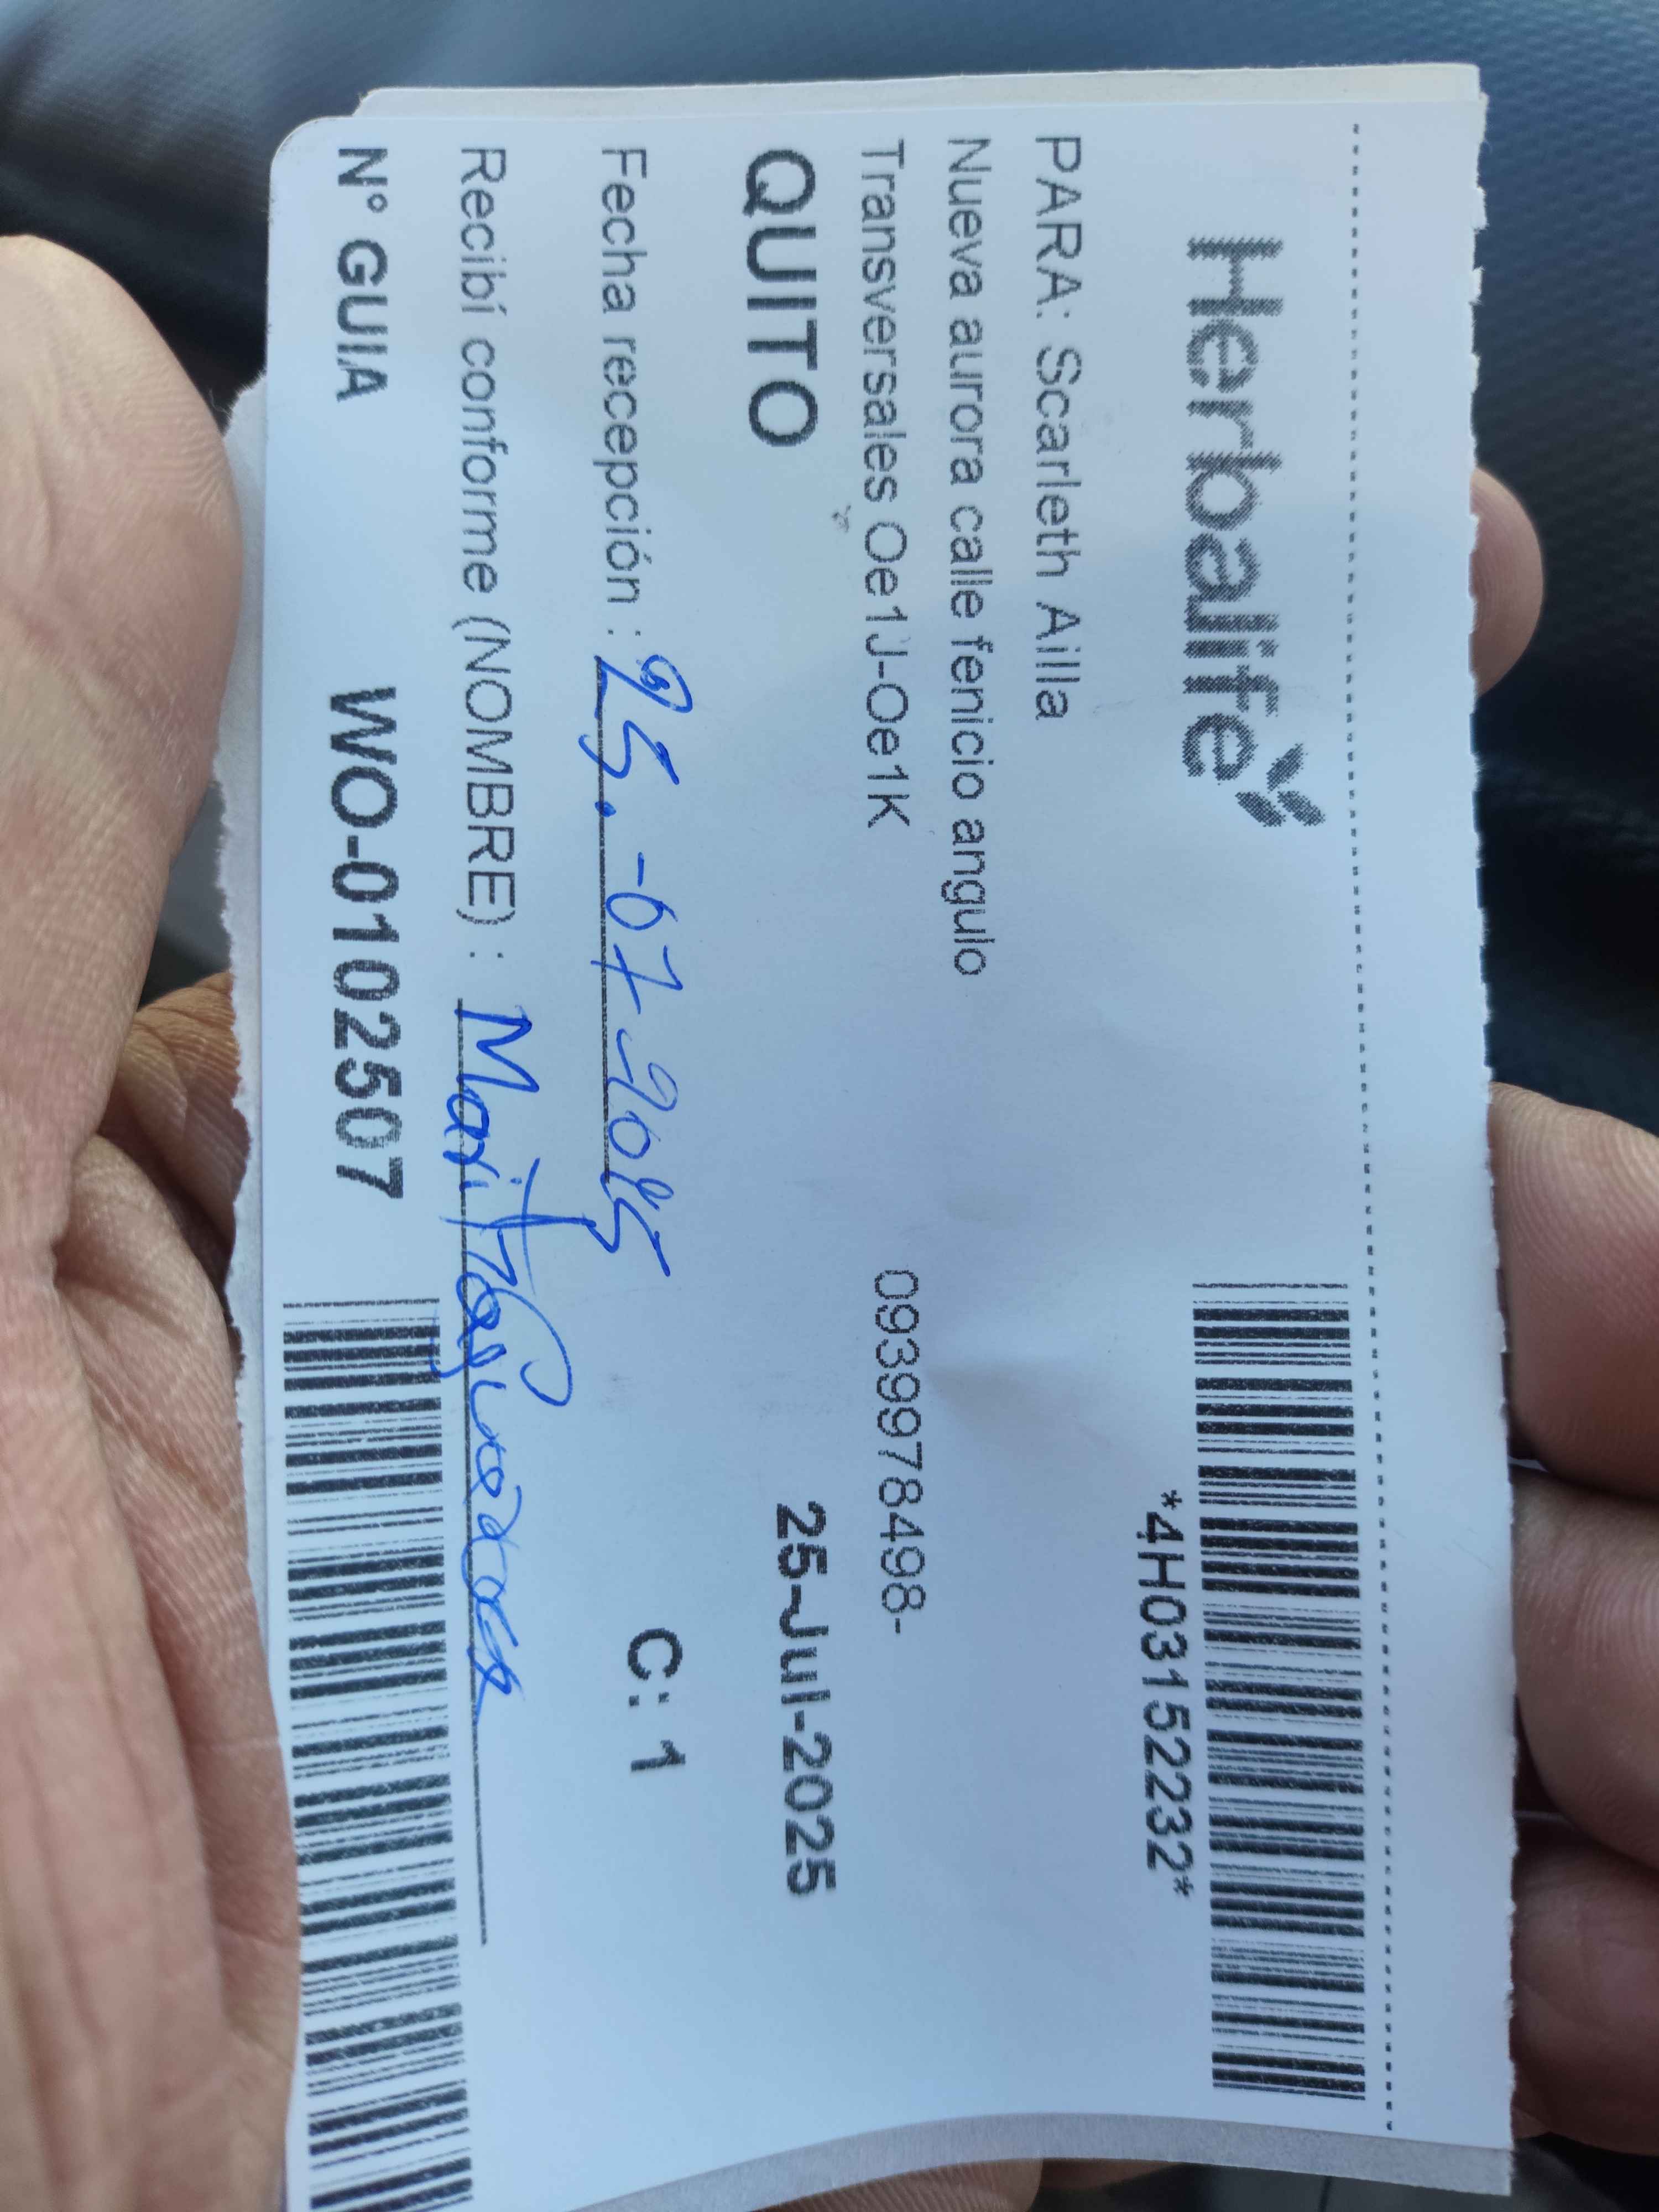 Herbalife
*4H03152232*
PARA: Scarleth Ailla
Nueva aurora calle fenicio angulo
Transversales Oe1J-Oe1K 0939978498-
QUITO 25-Jul-2025
Fecha recepción : 25.-07-2025 C: 1
Recibí conforme (NOMBRE) :
N° GUIA WO-0102507